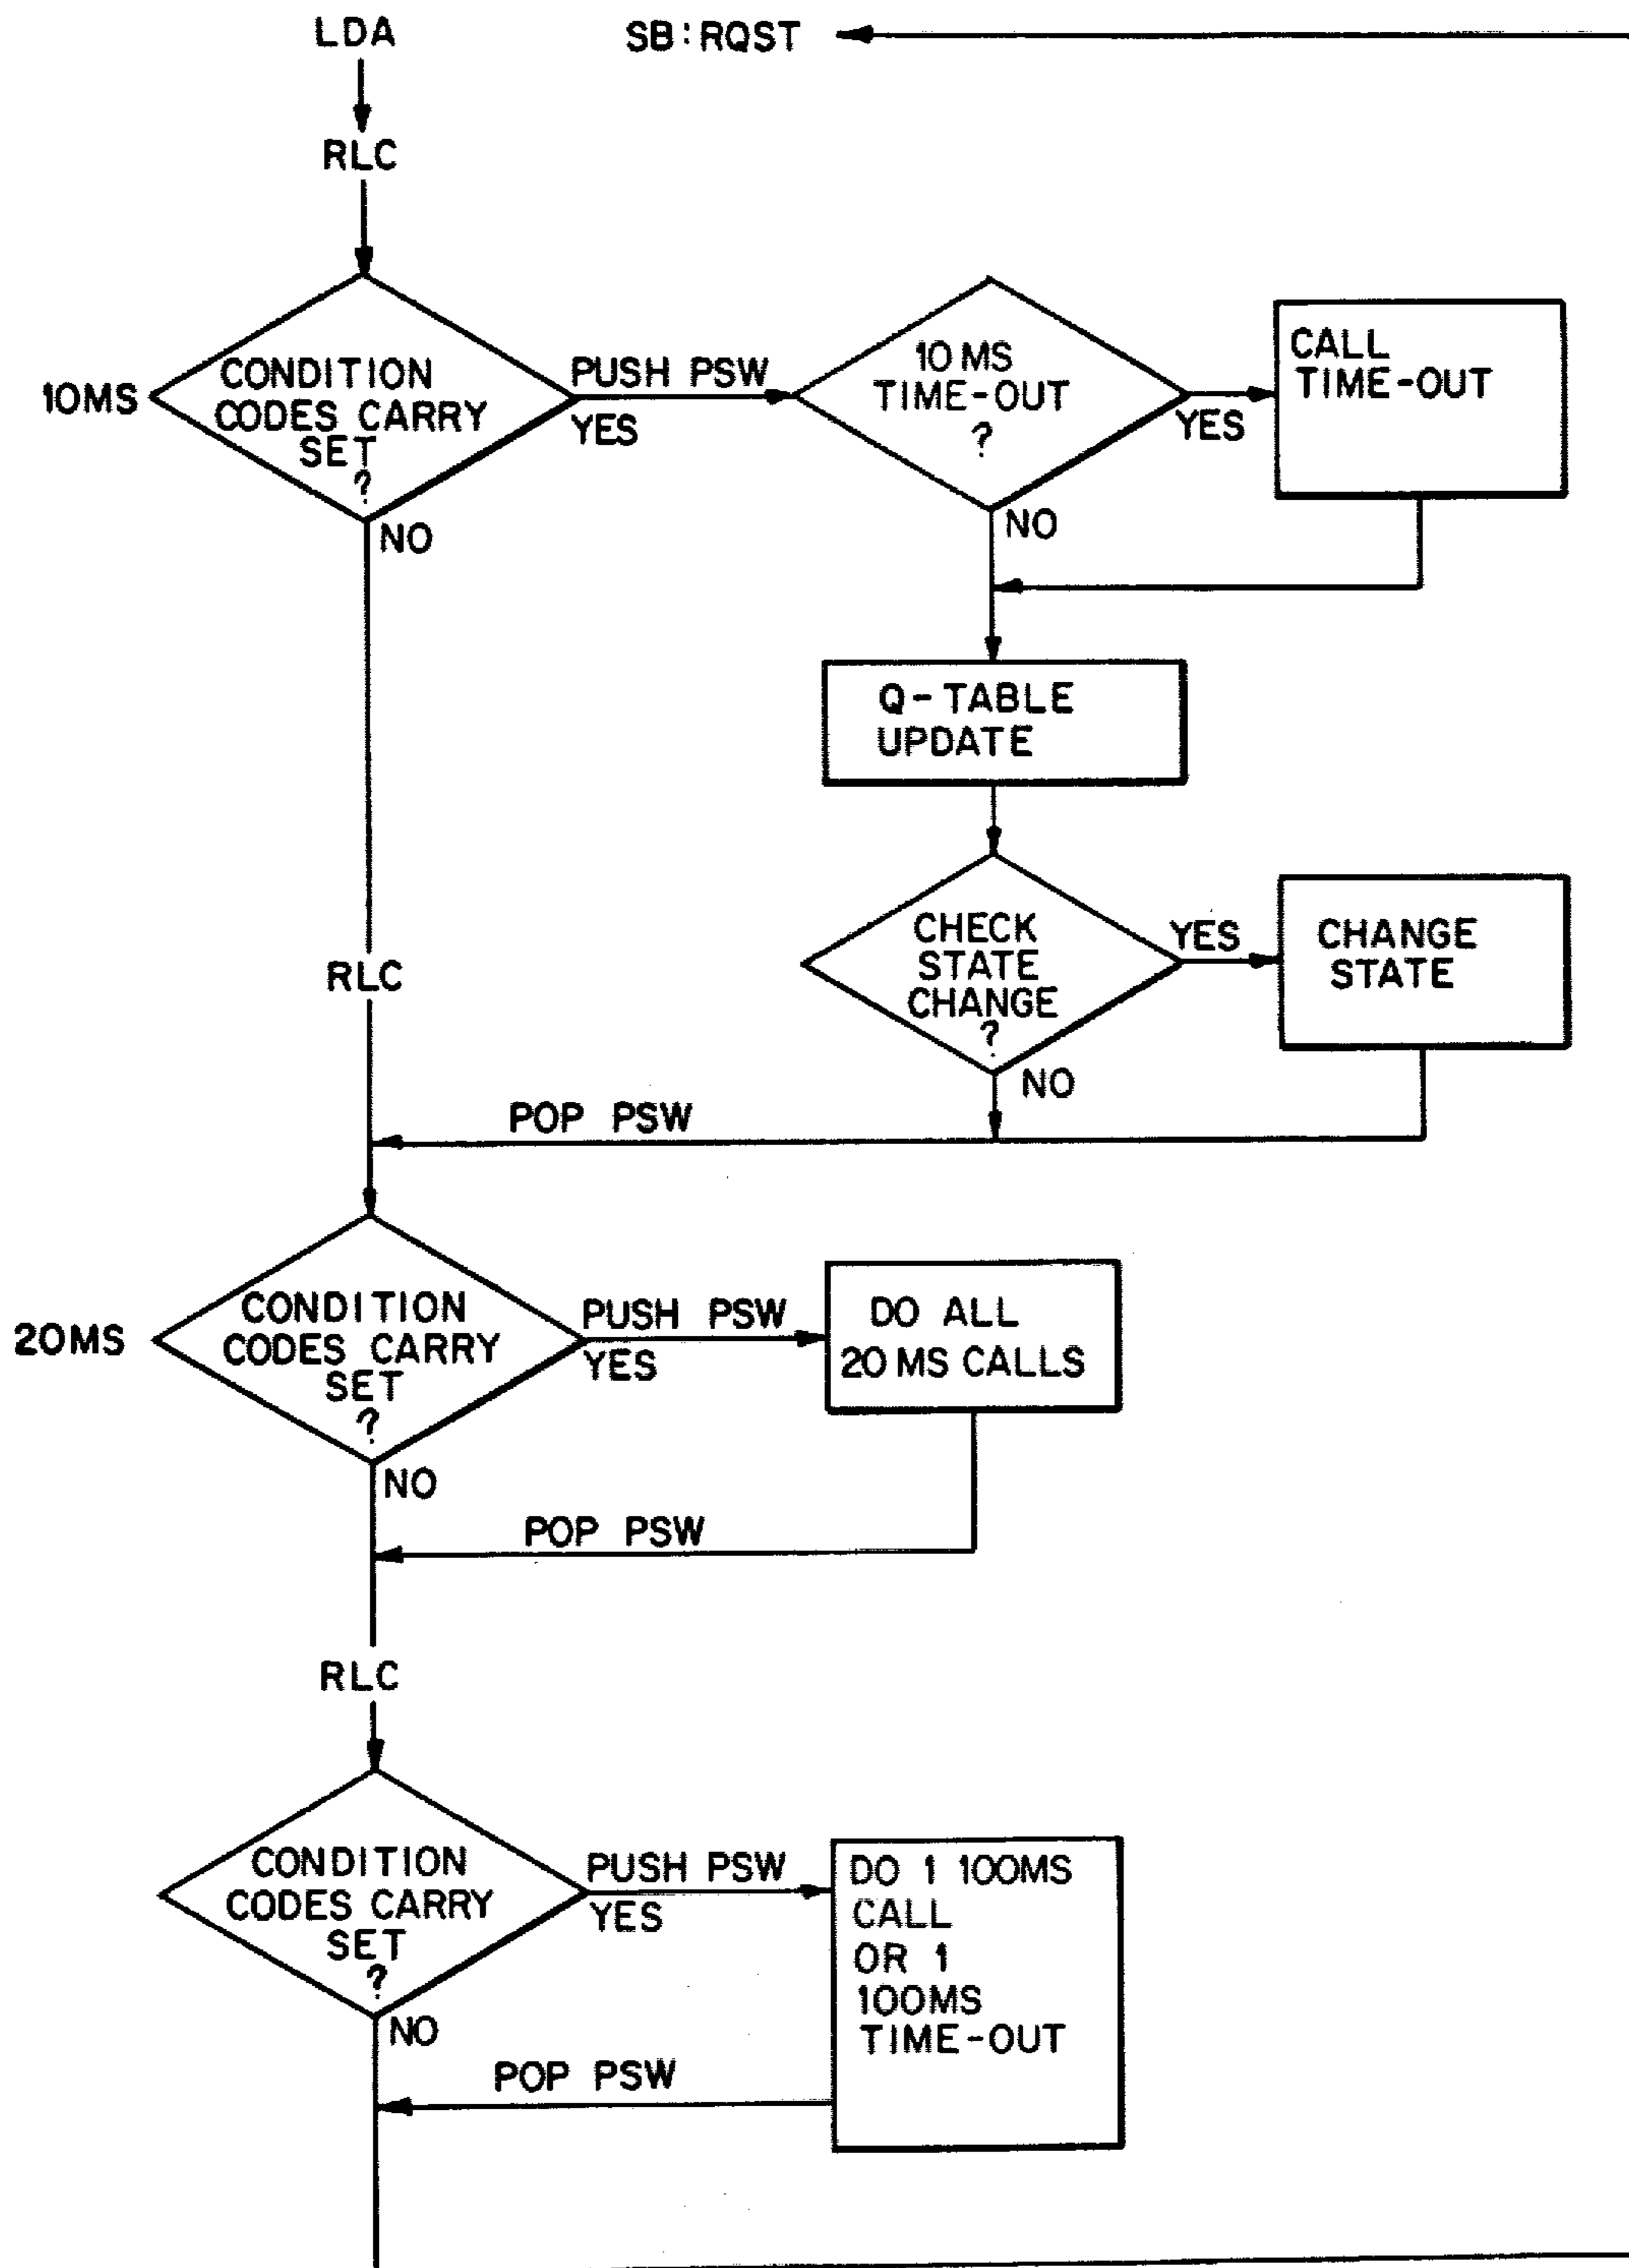 LDA
SB:RQST
RLC
10MS
CONDITION
CODES CARRY
SET
?
PUSH PSW
YES
NO
10 MS
TIME-OUT
?
YES
NO
CALL
TIME-OUT
Q-TABLE
UPDATE
CHECK
STATE
CHANGE
?
YES
NO
CHANGE
STATE
RLC
POP PSW
20MS
CONDITION
CODES CARRY
SET
?
PUSH PSW
YES
NO
DO ALL
20 MS CALLS
POP PSW
RLC
CONDITION
CODES CARRY
SET
?
PUSH PSW
YES
NO
DO 1 100MS
CALL
OR 1
100MS
TIME-OUT
POP PSW